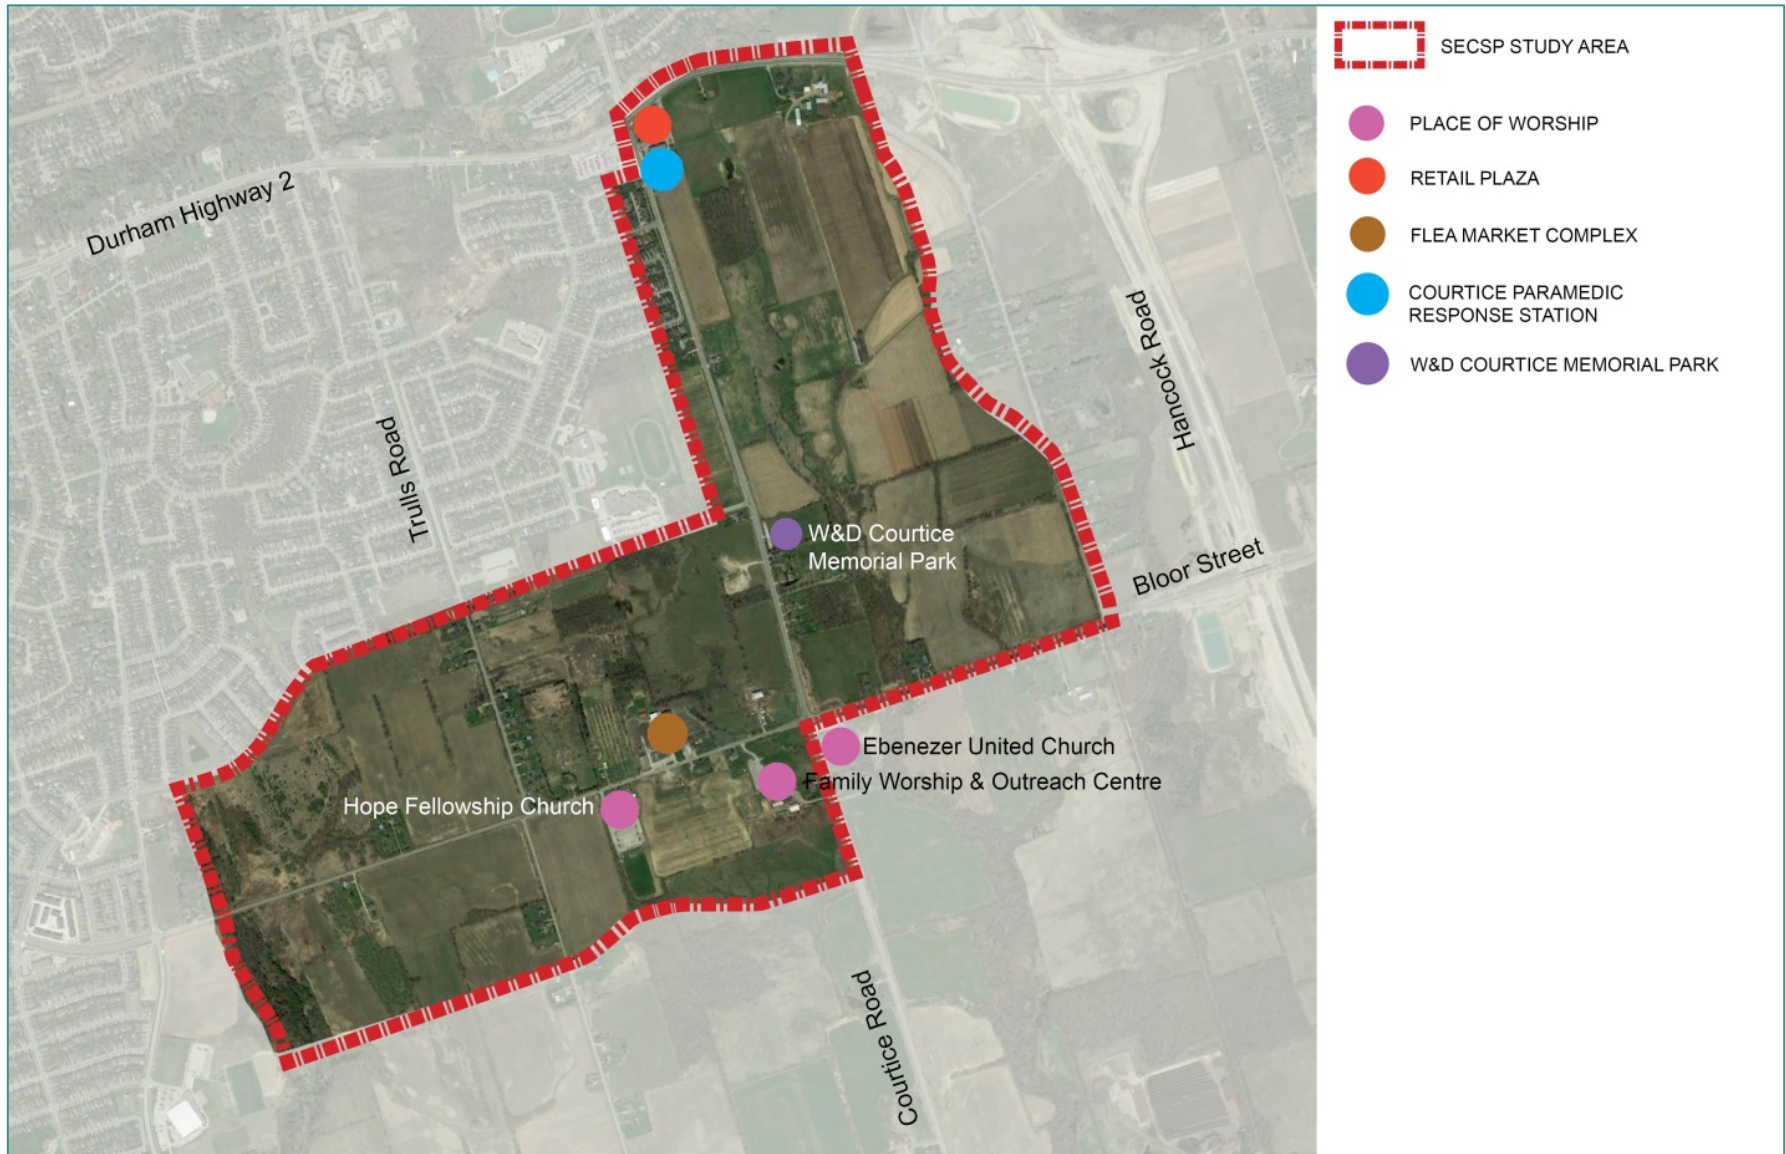 SECSP STUDY AREA
PLACE OF WORSHIP
RETAIL PLAZA
FLEA MARKET COMPLEX
COURTICE PARAMEDIC
RESPONSE STATION
W&D COURTICE MEMORIAL PARK
Durham Highway 2
Trulls Road
Hancock Road
W&D Courtice
Memorial Park
Bloor Street
Ebenezer United Church
Family Worship & Outreach Centre
Hope Fellowship Church
Courtice Road